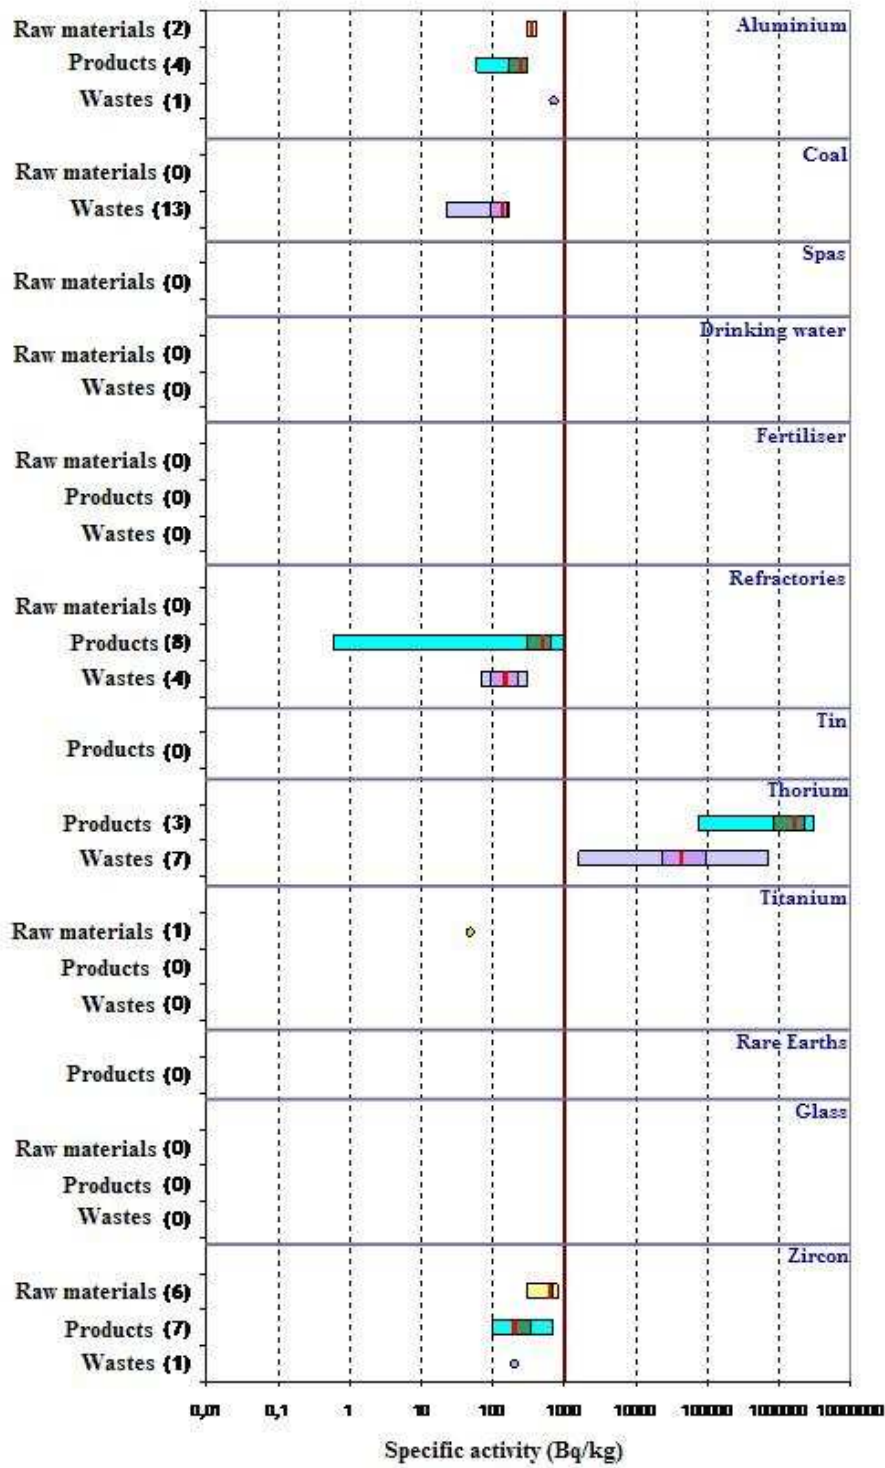 Aluminium
Raw materials (2)
Products (4)
Wastes (1)
Coal
Raw materials (0)
Wastes (13)
Spas
Raw materials (0)
Drinking water
Raw materials (0)
Wastes (0)
Fertiliser
Raw materials (0)
Products (0)
Wastes (0)
Refractories
Raw materials (0)
Products (8)
Wastes (4)
Tin
Products (0)
Thorium
Products (3)
Wastes (7)
Titanium
Raw materials (1)
Products (0)
Wastes (0)
Rare Earths
Products (0)
Glass
Raw materials (0)
Products (0)
Wastes (0)
Zircon
Raw materials (6)
Products (7)
Wastes (1)
0,01 0,1 1 10 100 1000 10000 100000 1000000 10000000
Specific activity (Bq/kg)